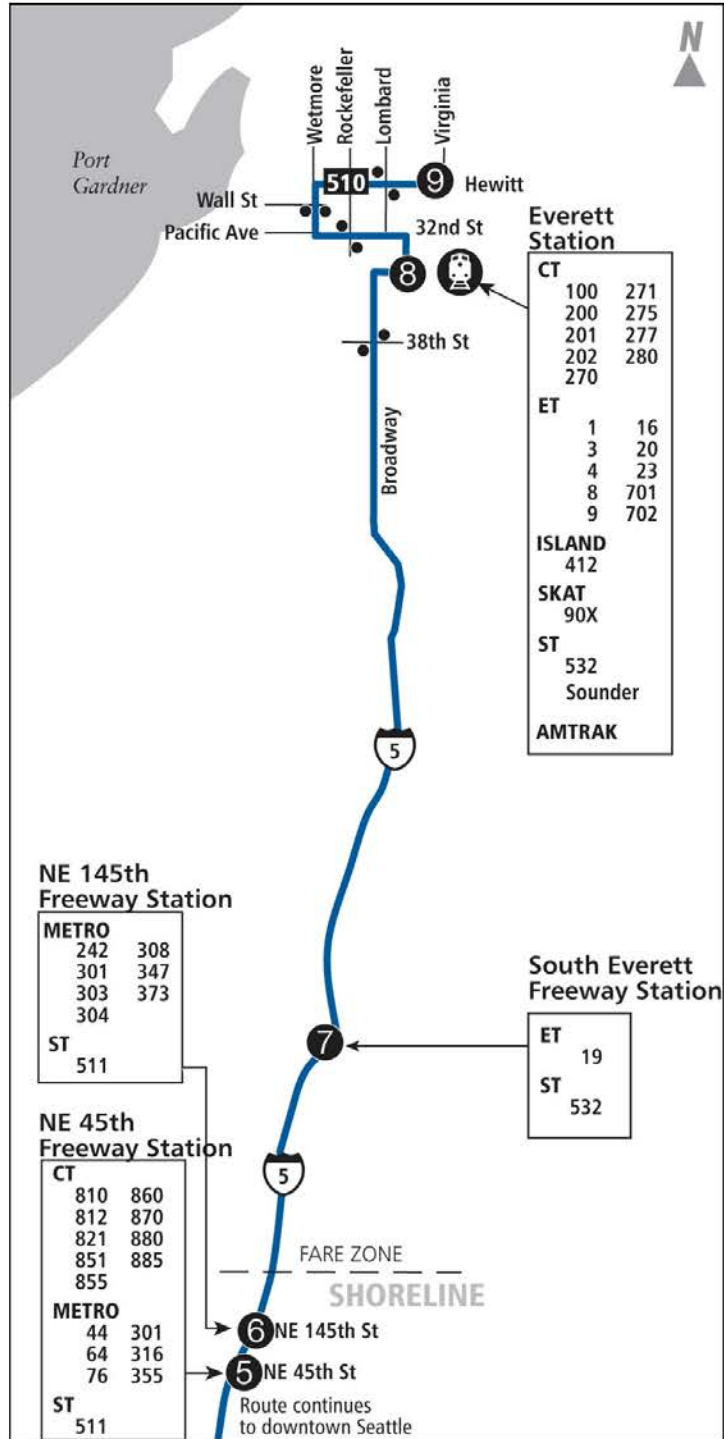 N
Port
Gardner
Wetmore
Rockefeller
Lombard
Virginia
510
9
Hewitt
Wall St
Pacific Ave
32nd St
8
38th St
Broadway
5
Everett
Station
CT
100 271
200 275
201 277
202 280
270
ET
1 16
3 20
4 23
8 701
9 702
ISLAND
412
SKAT
90X
ST
532
Sounder
AMTRAK
NE 145th
Freeway Station
METRO
242 308
301 347
303 373
304
ST
511
South Everett
Freeway Station
ET
19
ST
532
7
NE 45th
Freeway Station
CT
810 860
812 870
821 880
851 885
855
METRO
44 301
64 316
76 355
ST
511
5
FARE ZONE
SHORELINE
6 NE 145th St
5 NE 45th St
Route continues
to downtown Seattle